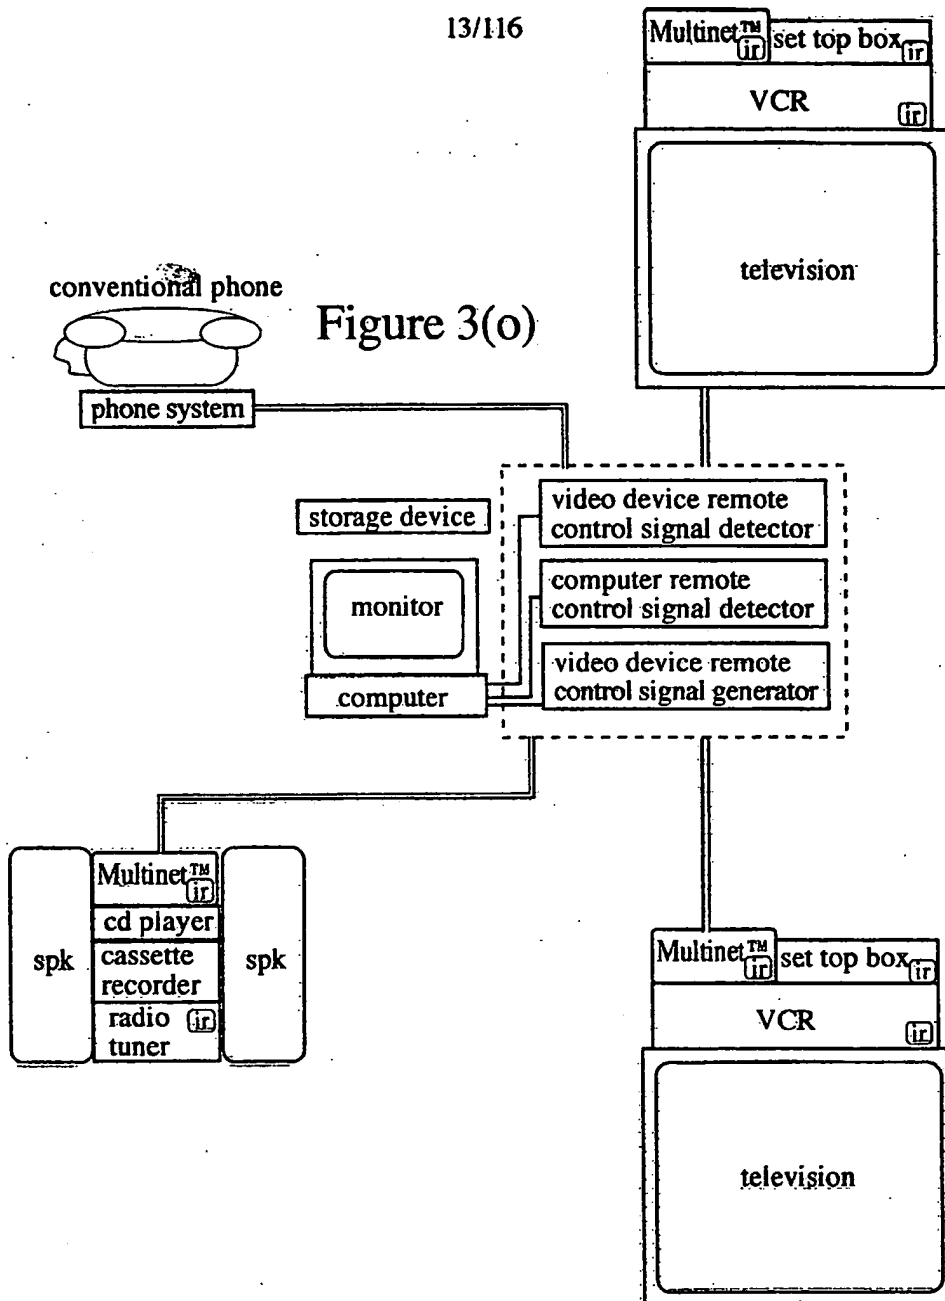 13/116
Multinet™
ir
set top box
ir
VCR
ir
television
conventional phone
Figure 3(o)
phone system
storage device
video device remote
control signal detector
monitor
computer remote
control signal detector
computer
video device remote
control signal generator
Multinet™
ir
cd player
spk
cassette
recorder
spk
radio
ir
tuner
Multinet™
ir
set top box
ir
VCR
ir
television